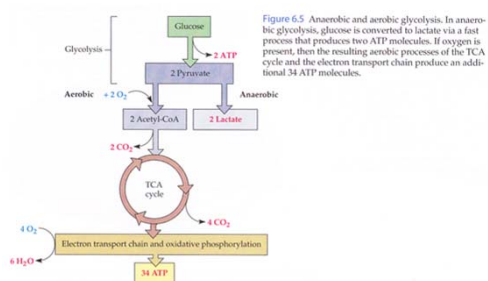 Glucose
Glycolysis
2 ATP
2 Pyruvate
Aerobic +2 O2
Anaerobic
2 Acetyl-CoA
2 Lactate
2 CO2
TCA
cycle
4 CO2
4 O2
Electron transport chain and oxidative phosphorylation
6 H2O
34 ATP
Figure 6.5 Anaerobic and aerobic glycolysis. In anaero-
bic glycolysis, glucose is converted to lactate via a fast
process that produces two ATP molecules. If oxygen is
present, then the resulting aerobic processes of the TCA
cycle and the electron transport chain produce an addi-
tional 34 ATP molecules.